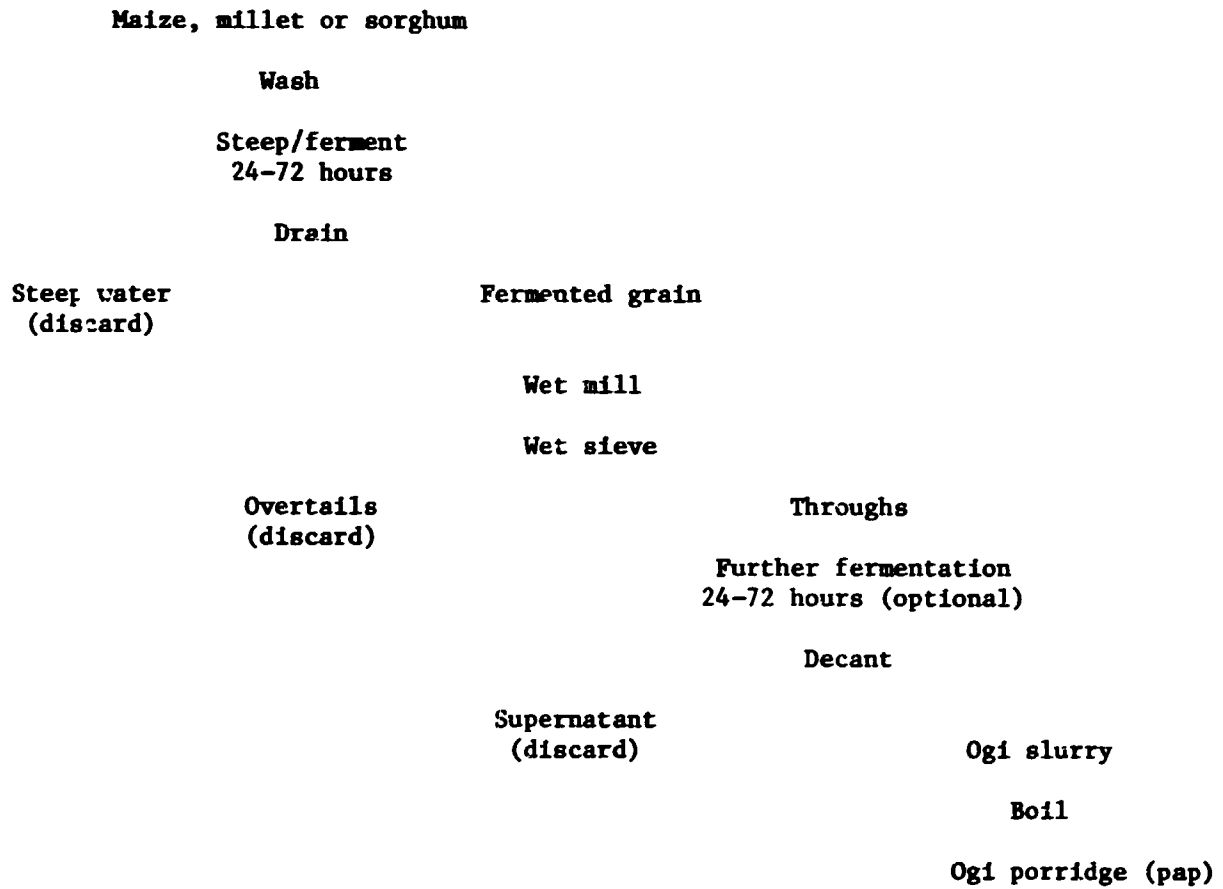 Maize, millet or sorghum
Wash
Steep/ferment
24-72 hours
Drain
Steep water
(discard)
Fermented grain
Wet mill
Wet sieve
Overtails
(discard)
Throughs
Further fermentation
24-72 hours (optional)
Decant
Supernatant
(discard)
Ogi slurry
Boil
Ogi porridge (pap)